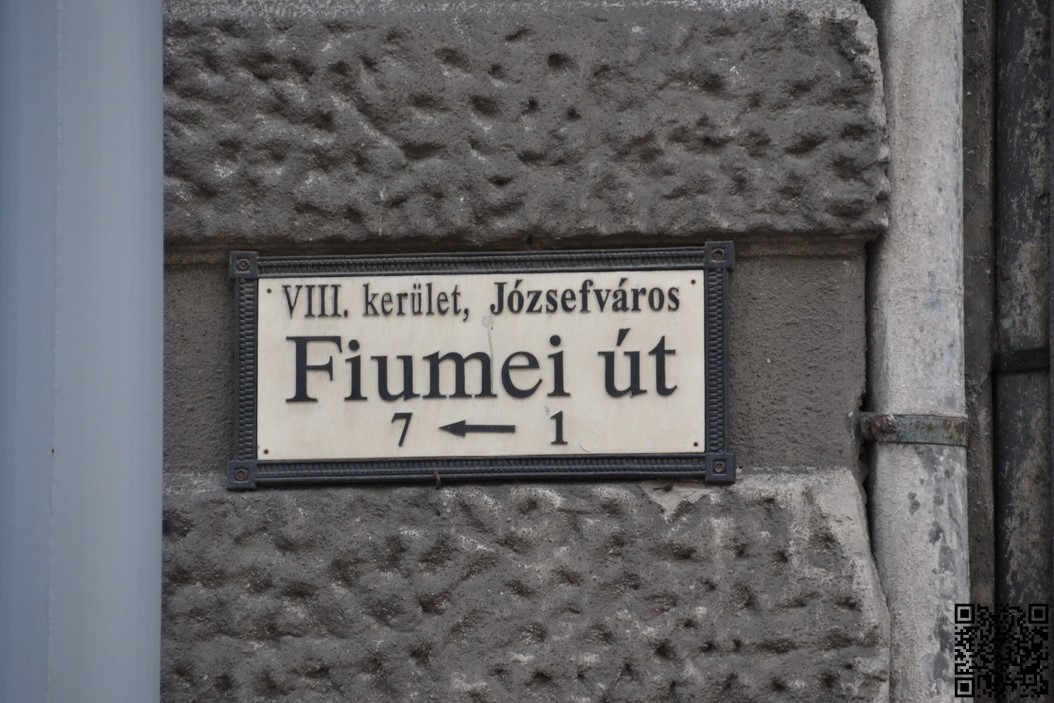 VIII. kerület, Józsefváros
Fiumei út
7 ← 1